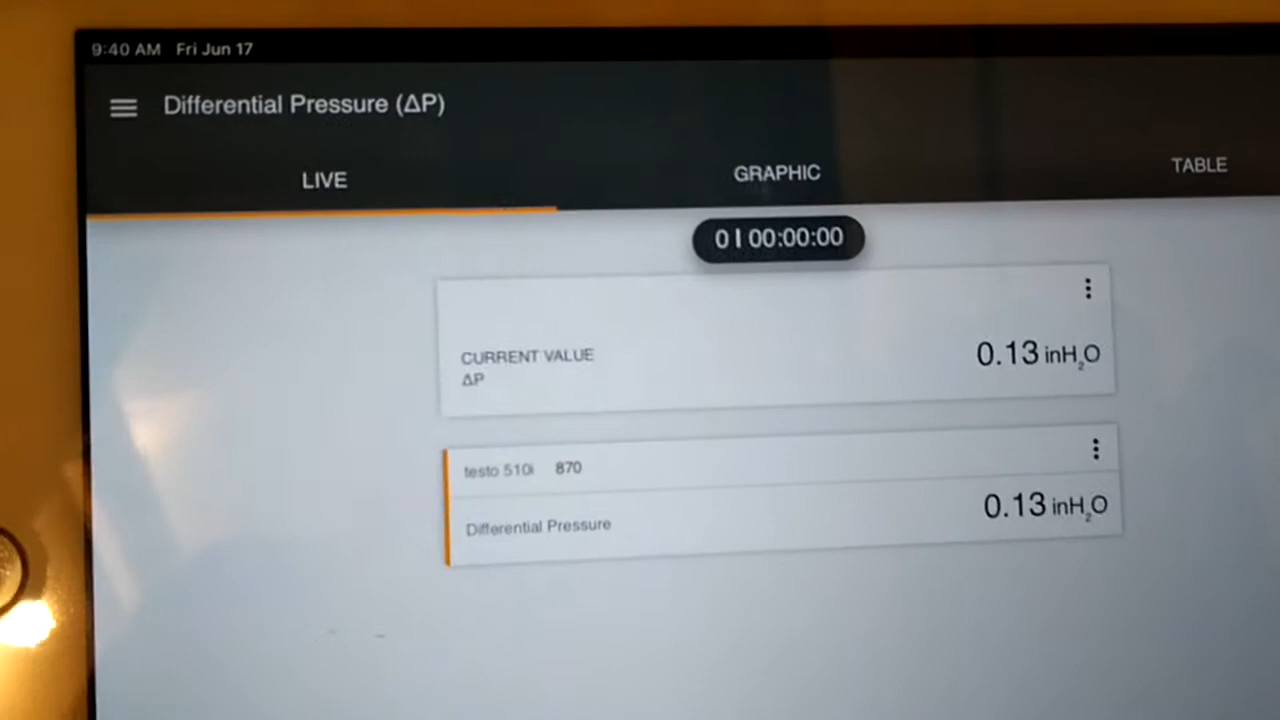 9:40 AM Fri Jun 17
Differential Pressure (ΔP)
LIVE GRAPHIC TABLE
0 | 00:00:00
CURRENT VALUE
ΔP
0.13 inH₂O
testo 510i 870
Differential Pressure 0.13 inH₂O